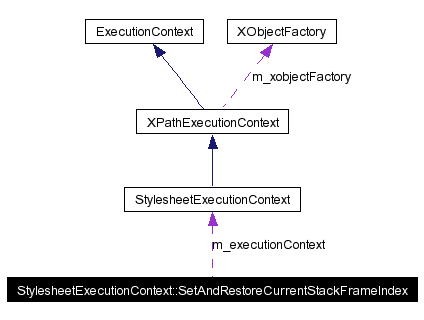 ExecutionContext
XObjectFactory
m_xobjectFactory
XPathExecutionContext
StylesheetExecutionContext
m_executionContext
StylesheetExecutionContext::SetAndRestoreCurrentStackFrameIndex